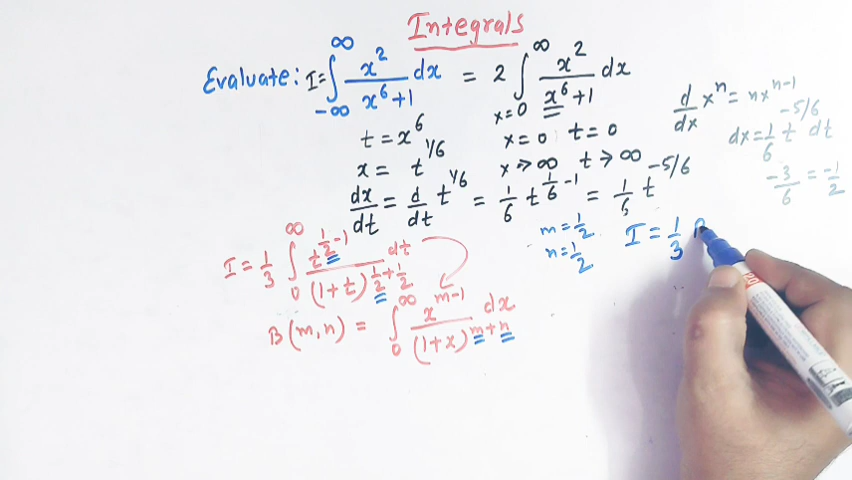 Integrals
Evaluate: I = ∫_{-∞}^{∞} x²/(x⁶+1) dx = 2 ∫_{x=0}^{∞} x²/(x⁶+1) dx
t = x⁶ x=0 t=0
x = t^{1/6} x→∞ t→∞
dx/dt = d/dt t^{1/6} = 1/6 t^{1/6 -1} = 1/6 t^{-5/6}
d/dx xⁿ = nx^{n-1}
dx = 1/6 t^{-5/6} dt
-3/6 = -1/2
I = 1/3 ∫_{0}^{∞} t^{1/2 -1} dt/(1+t)^{1/2+1/2}
m = 1/2
n = 1/2
I = 1/3
B(m,n) = ∫_{0}^{∞} x^{m-1} dx/(1+x)^{m+n}